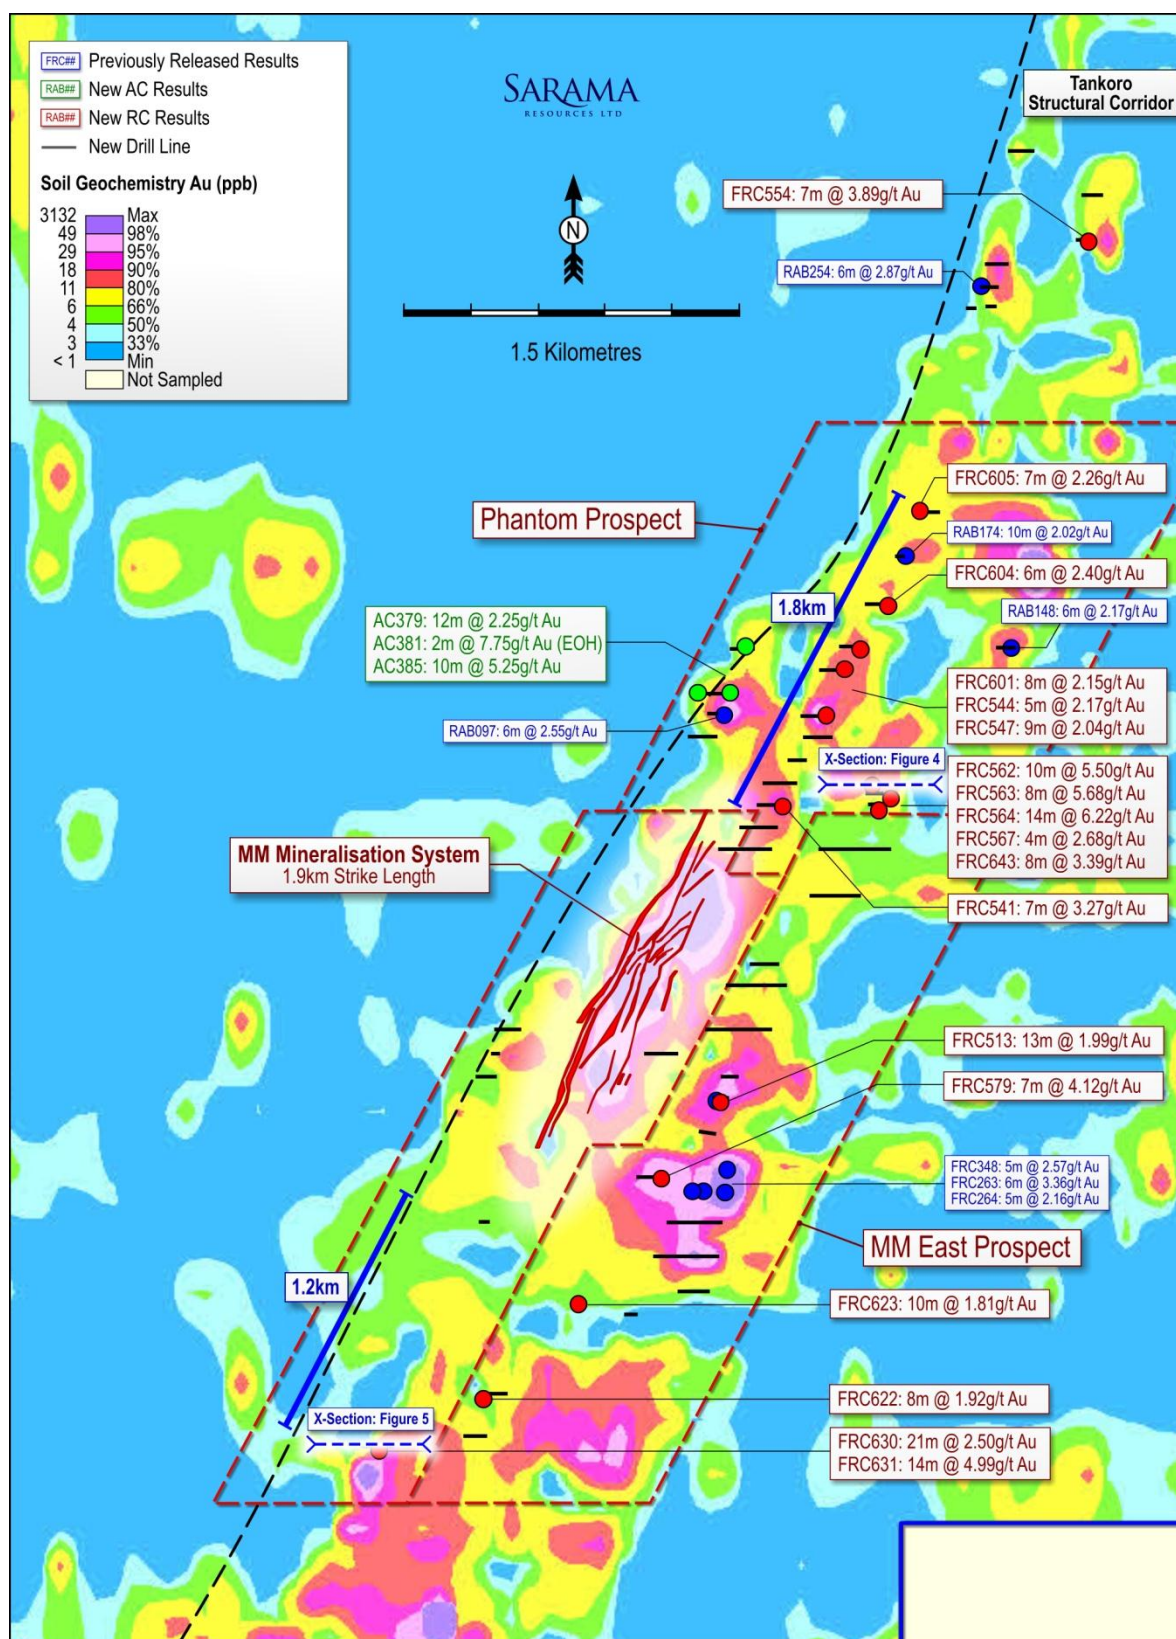 FRC## Previously Released Results
RAB## New AC Results
RAB## New RC Results
New Drill Line
Soil Geochemistry Au (ppb)
3132 Max
49 98%
29 95%
18 90%
11 80%
6 66%
4 50%
3 33%
< 1 Min
Not Sampled
SARAMA
RESOURCES LTD
N
1.5 Kilometres
Tankoro
Structural Corridor
FRC554: 7m @ 3.89g/t Au
RAB254: 6m @ 2.87g/t Au
Phantom Prospect
FRC605: 7m @ 2.26g/t Au
RAB174: 10m @ 2.02g/t Au
FRC604: 6m @ 2.40g/t Au
1.8km
RAB148: 6m @ 2.17g/t Au
AC379: 12m @ 2.25g/t Au
AC381: 2m @ 7.75g/t Au (EOH)
AC385: 10m @ 5.25g/t Au
FRC601: 8m @ 2.15g/t Au
FRC544: 5m @ 2.17g/t Au
FRC547: 9m @ 2.04g/t Au
RAB097: 6m @ 2.55g/t Au
X-Section: Figure 4
FRC562: 10m @ 5.50g/t Au
FRC563: 8m @ 5.68g/t Au
FRC564: 14m @ 6.22g/t Au
FRC567: 4m @ 2.68g/t Au
FRC643: 8m @ 3.39g/t Au
MM Mineralisation System
1.9km Strike Length
FRC541: 7m @ 3.27g/t Au
FRC513: 13m @ 1.99g/t Au
FRC579: 7m @ 4.12g/t Au
FRC348: 5m @ 2.57g/t Au
FRC263: 6m @ 3.36g/t Au
FRC264: 5m @ 2.16g/t Au
MM East Prospect
1.2km
FRC623: 10m @ 1.81g/t Au
FRC622: 8m @ 1.92g/t Au
X-Section: Figure 5
FRC630: 21m @ 2.50g/t Au
FRC631: 14m @ 4.99g/t Au